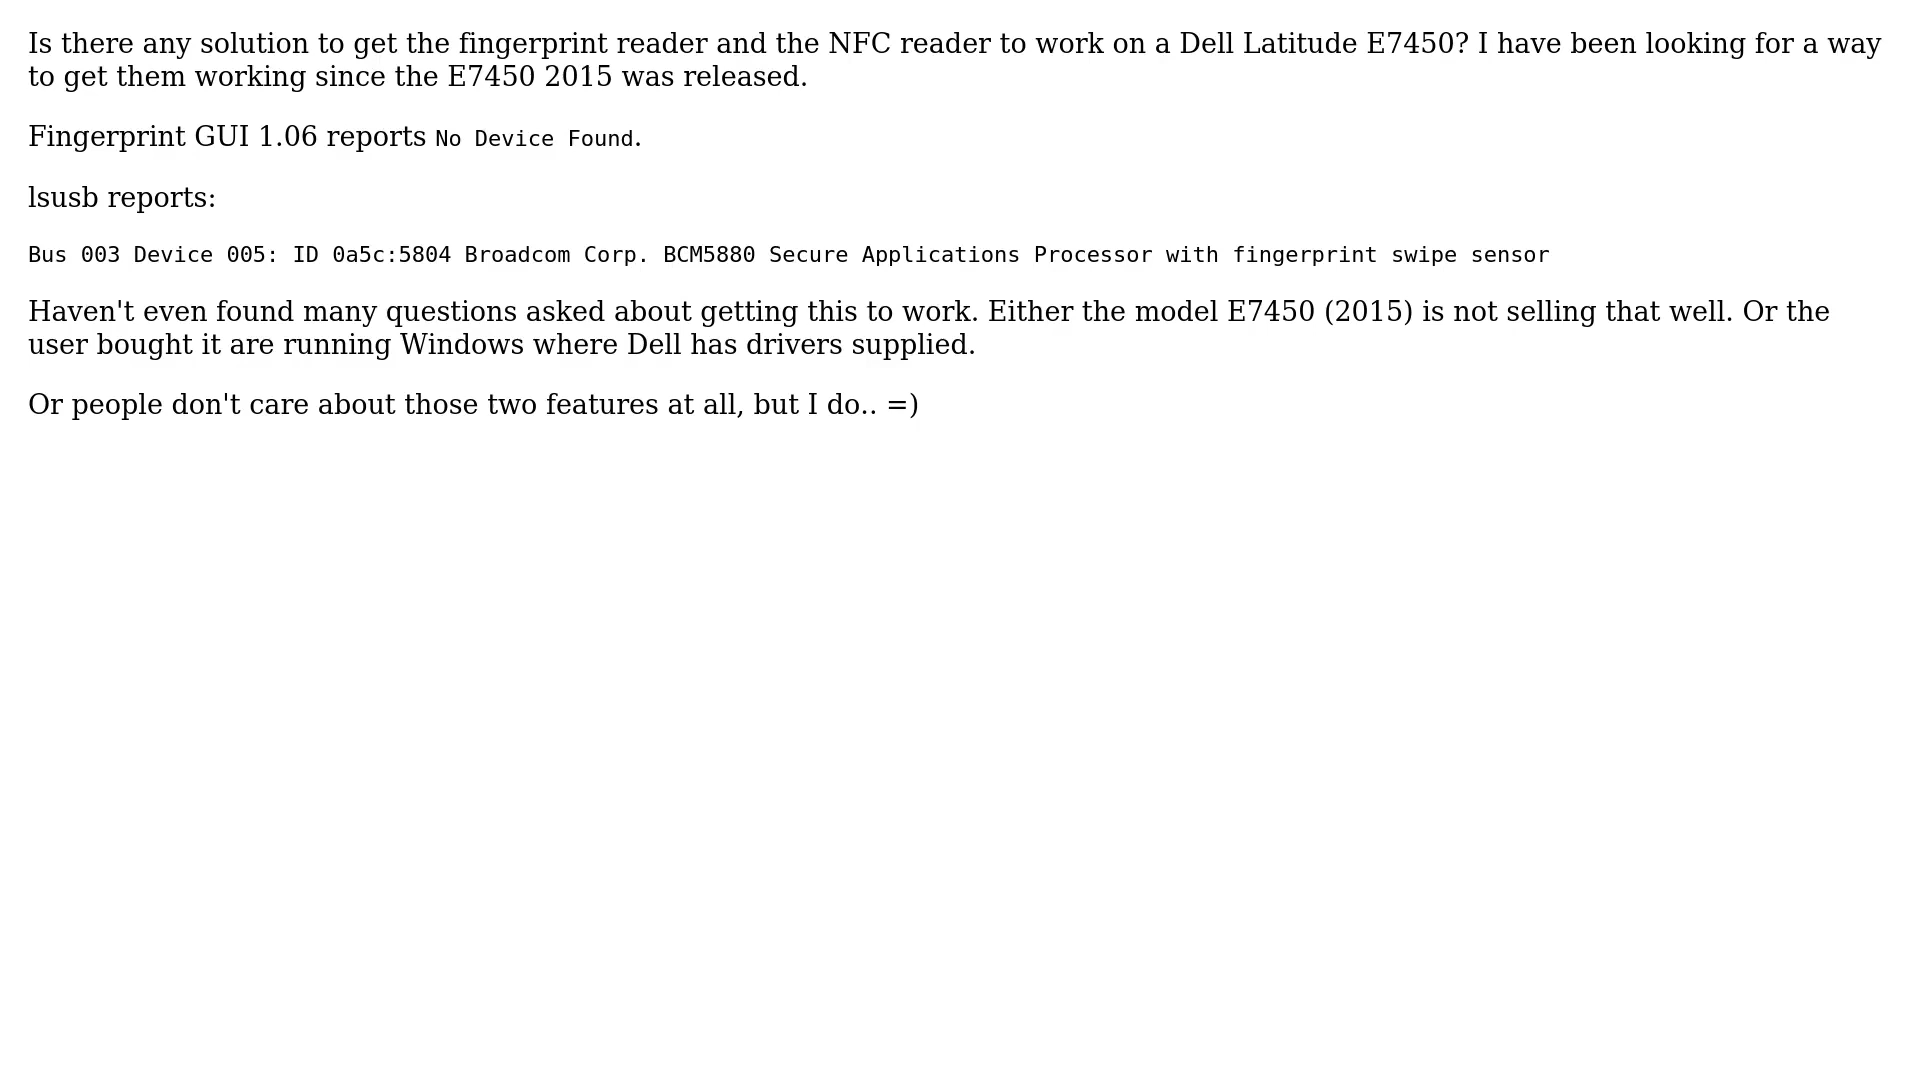 Is there any solution to get the fingerprint reader and the NFC reader to work on a Dell Latitude E7450? I have been looking for a way
to get them working since the E7450 2015 was released.
Fingerprint GUI 1.06 reports No Device Found.
lsusb reports:
Bus 003 Device 005: ID 0a5c:5804 Broadcom Corp. BCM5880 Secure Applications Processor with fingerprint swipe sensor
Haven't even found many questions asked about getting this to work. Either the model E7450 (2015) is not selling that well. Or the
user bought it are running Windows where Dell has drivers supplied.
Or people don't care about those two features at all, but I do.. =)